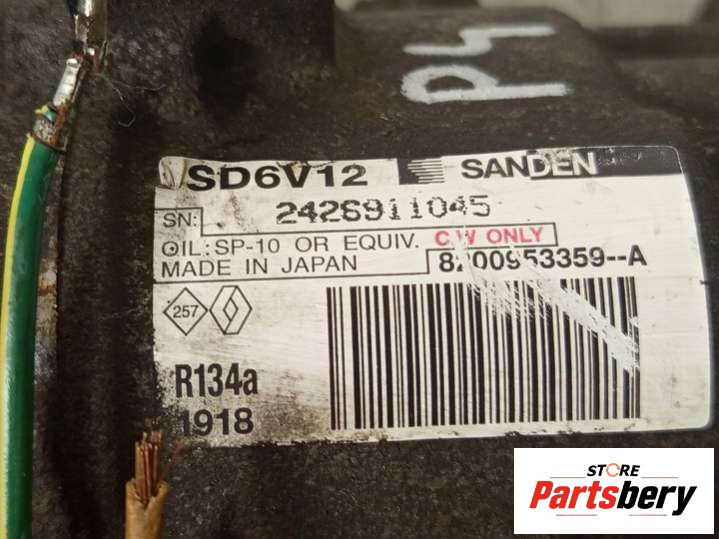 P4
SD6V12 SANDEN
SN: 2426911045
OIL: SP-10 OR EQUIV. C.W ONLY
MADE IN JAPAN 8200953359--A
257
R134a
1918
STORE
Partsbery